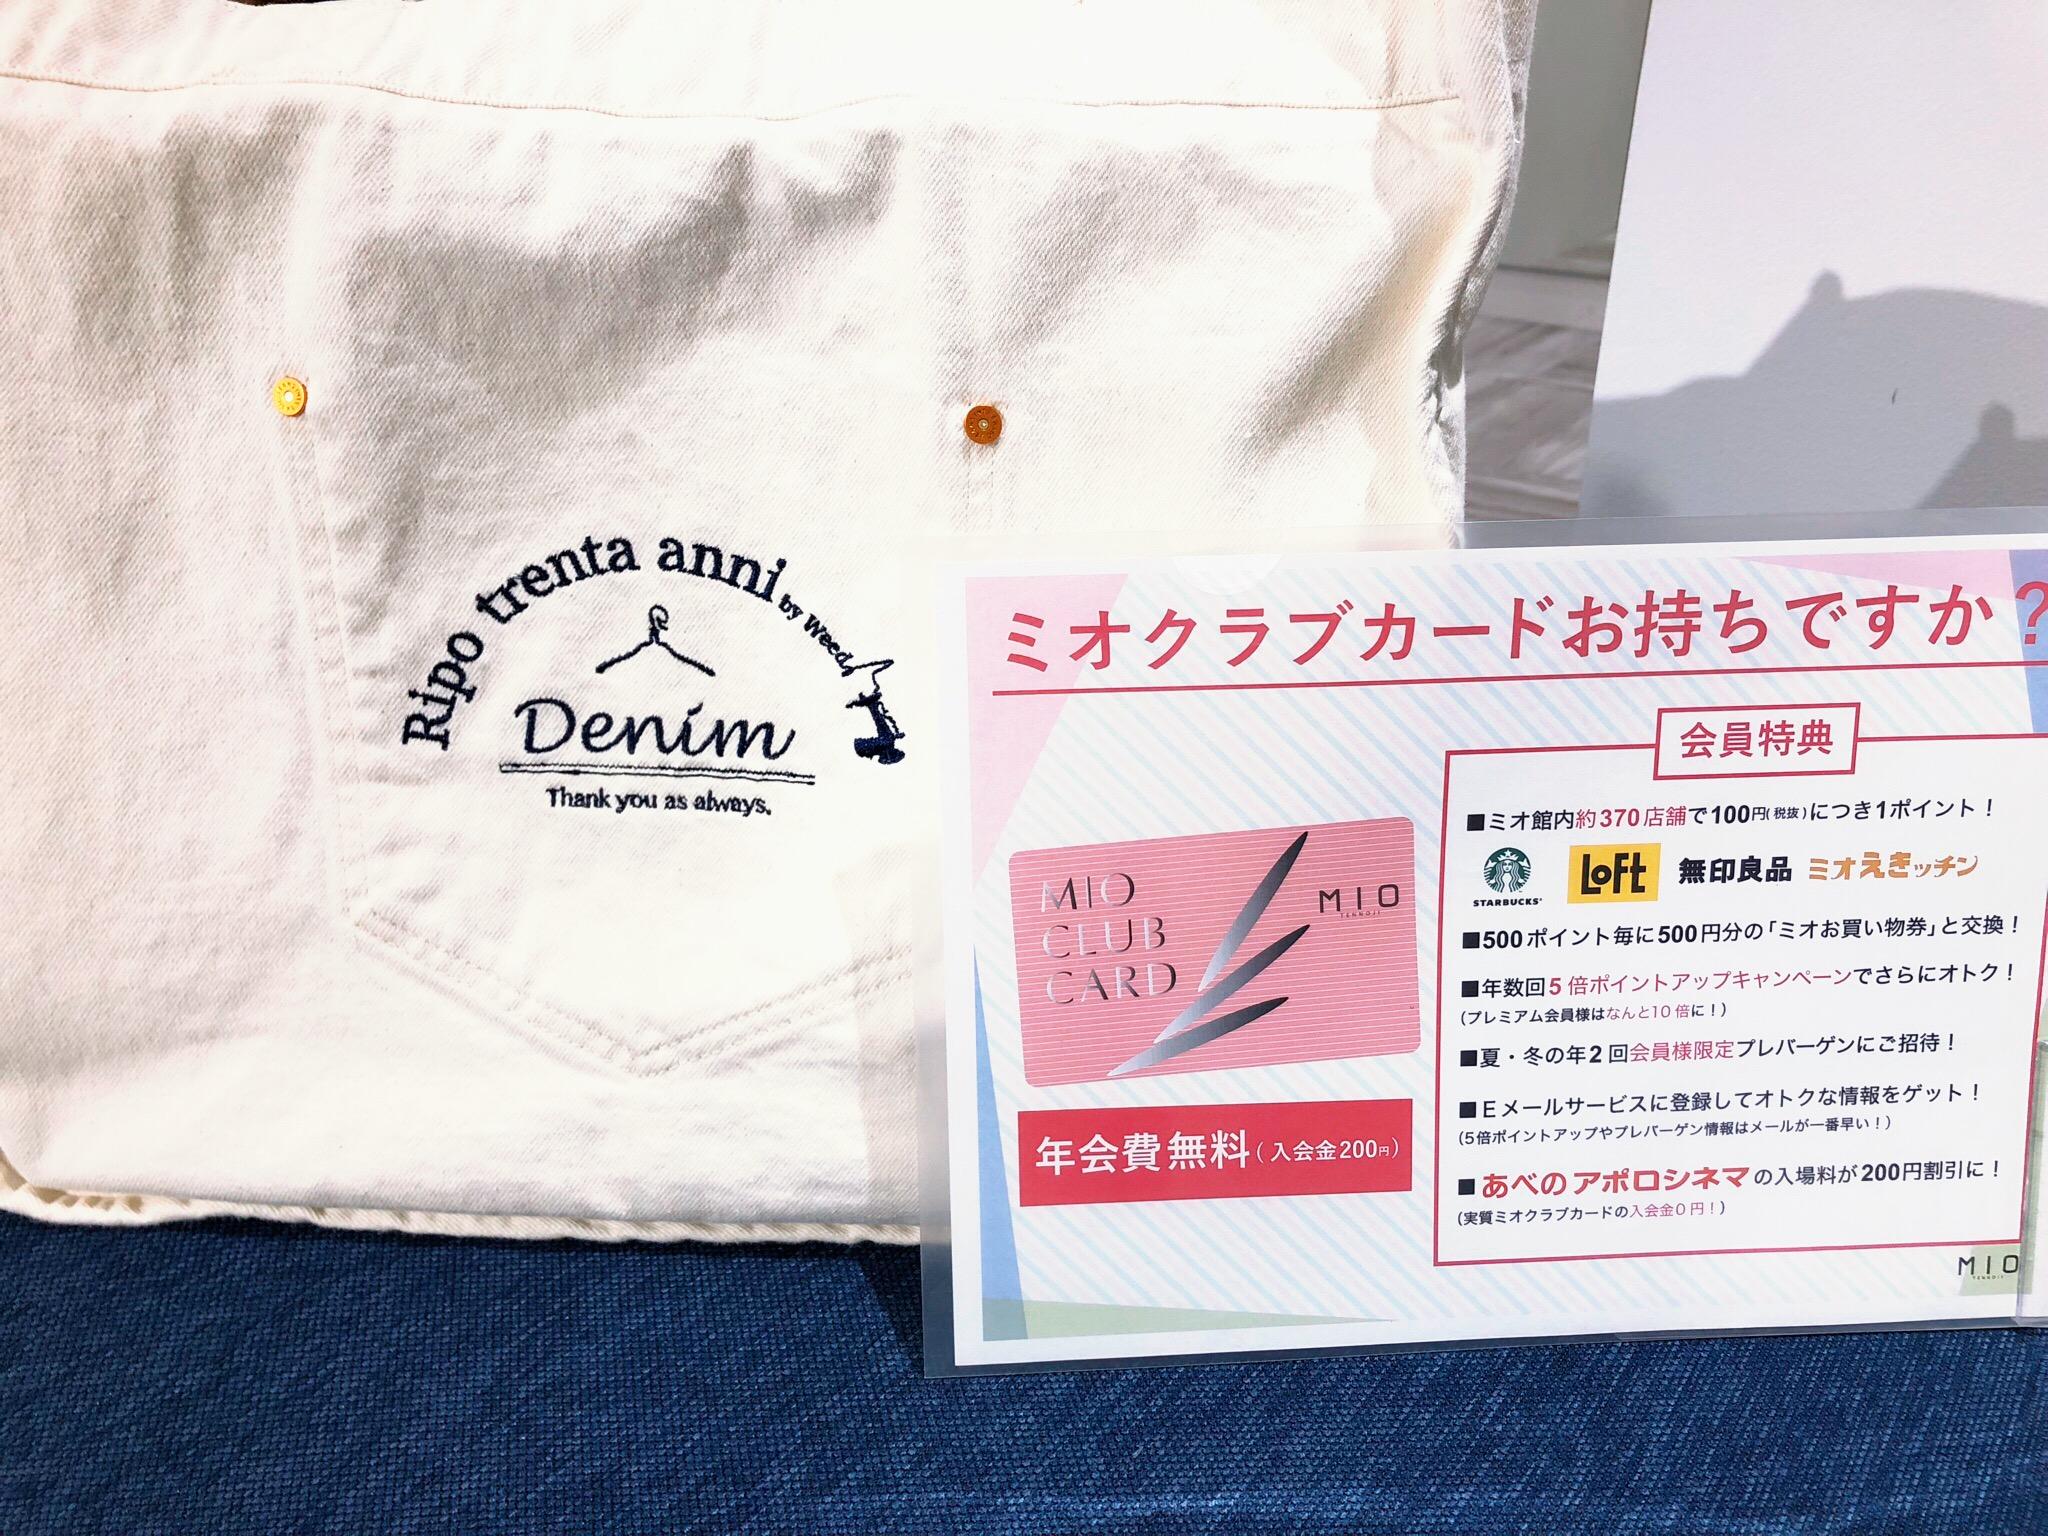 Ripo trenta anni by Weed
Denim
Thank you as always.
ミオクラブカードお持ちですか？
会員特典
■ミオ館内約370店舗で100円(税抜)につき1ポイント！
STARBUCKS
LOFT
無印良品
ミオえきッチン
■500ポイント毎に500円分の「ミオお買い物券」と交換！
■年数回5倍ポイントアップキャンペーンでさらにオトク！
(プレミアム会員様はなんと10倍に！)
■夏・冬の年2回会員様限定プレバーゲンにご招待！
■Eメールサービスに登録してオトクな情報をゲット！
(5倍ポイントアップやプレバーゲン情報はメールが一番早い！)
■あべのアポロシネマの入場料が200円割引に！
(実質ミオクラブカードの入会金0円！)
MIO
CLUB
CARD
MIO
TENNOJI
年会費無料(入会金200円)
MIO
TENNOJI